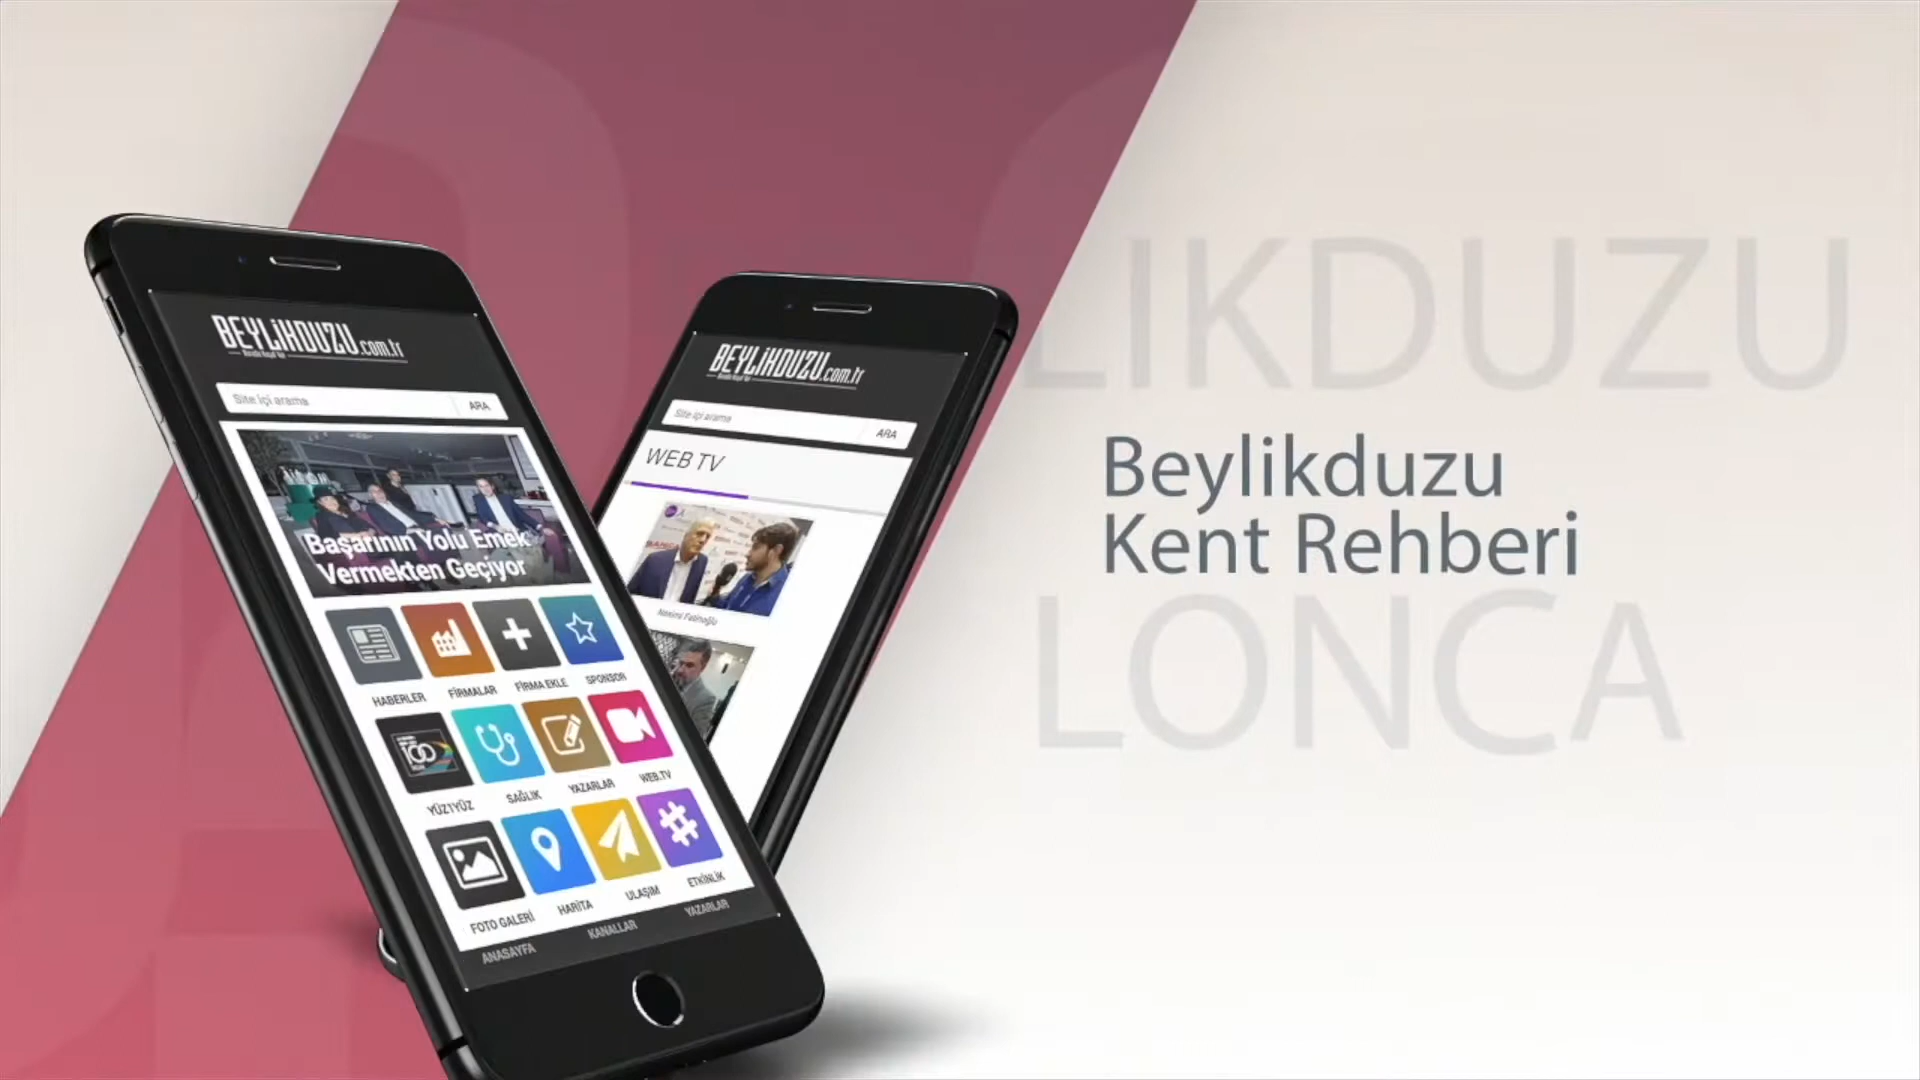 BEYLiKDUZU.com.tr
Site içi arama
ARA
Başarının Yolu Emek
Vermekten Geçiyor
HABERLER
FİRMALAR
FİRMA EKLE
SPONSOR
100
YÜZ1YÜZ
SAĞLIK
YAZARLAR
WEB.TV
FOTO GALERİ
HARİTA
ULAŞIM
ETKİNLİK
ANASAYFA
KANALLAR
YAZARLAR
BEYLiKDUZU.com.tr
Site içi arama
ARA
WEB TV
LIKDUZU
Beylikduzu
Kent Rehberi
LONCA